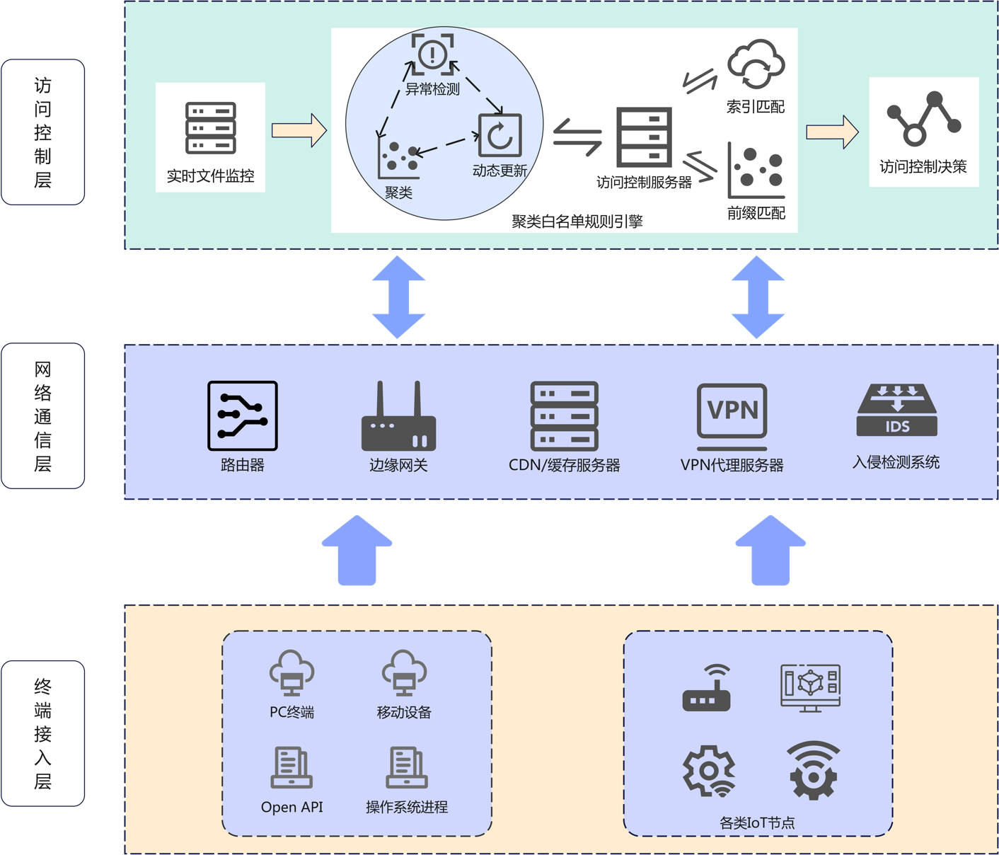 访问控制层
异常检测
实时文件监控
聚类
动态更新
访问控制服务器
索引匹配
前缀匹配
聚类白名单规则引擎
访问控制决策
网络通信层
路由器
边缘网关
CDN/缓存服务器
VPN
VPN代理服务器
IDS
入侵检测系统
终端接入层
PC终端
移动设备
Open API
操作系统进程
各类IoT节点